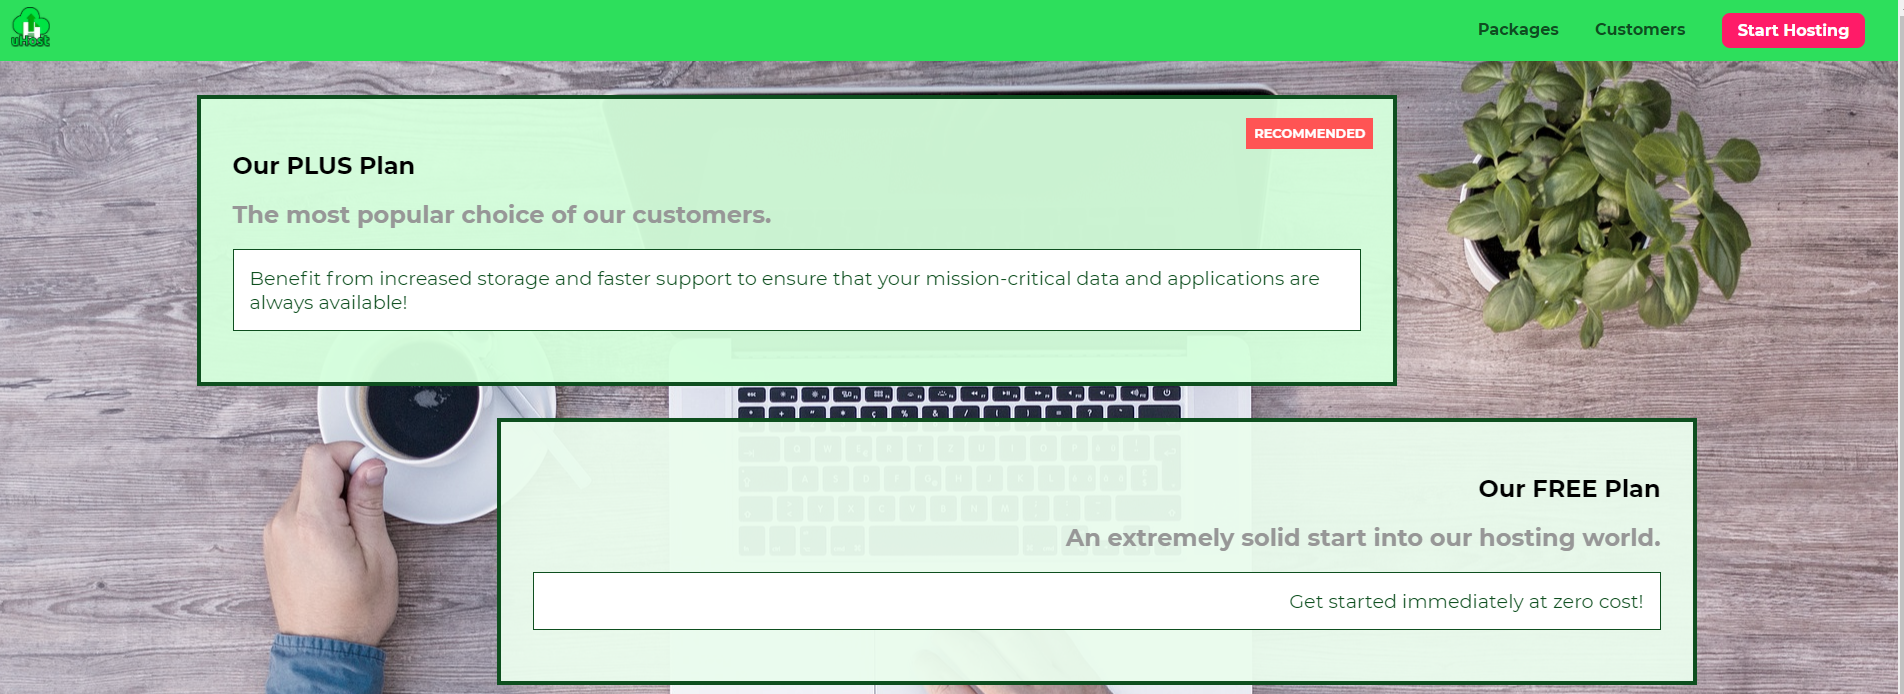 uHost
Packages
Customers
Start Hosting
RECOMMENDED
Our PLUS Plan
The most popular choice of our customers.
Benefit from increased storage and faster support to ensure that your mission-critical data and applications are
always available!
Our FREE Plan
An extremely solid start into our hosting world.
Get started immediately at zero cost!